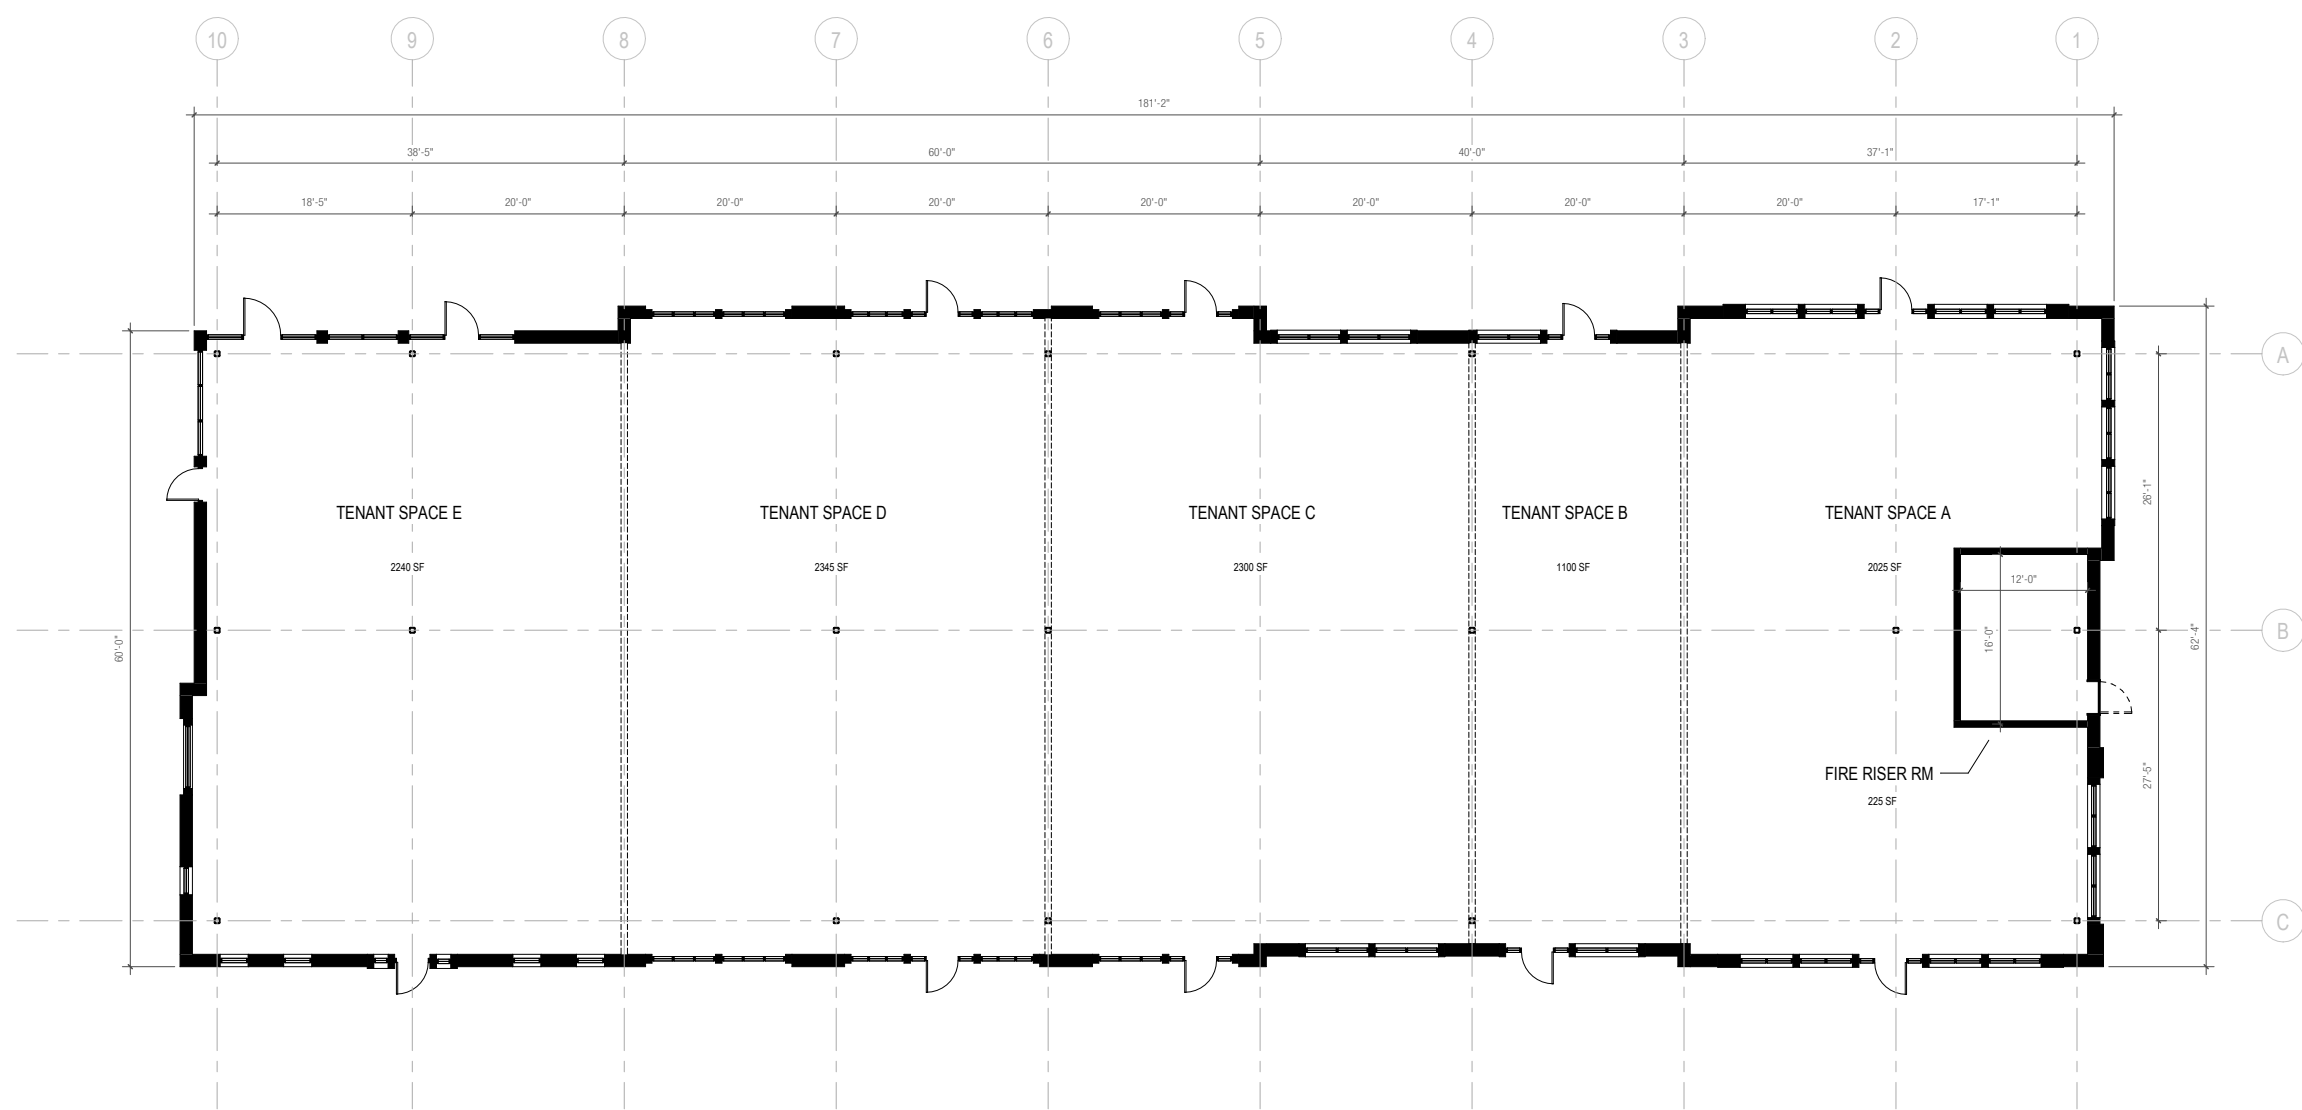 10 9 8 7 6 5 4 3 2 1
181'-2"
38'-5" 60'-0" 40'-0" 37'-1"
18'-5" 20'-0" 20'-0" 20'-0" 20'-0" 20'-0" 20'-0" 20'-0" 17'-1"
A
26'-1"
TENANT SPACE E TENANT SPACE D TENANT SPACE C TENANT SPACE B TENANT SPACE A
2240 SF 2345 SF 2300 SF 1100 SF 2025 SF
12'-0"
B
60'-0" 16'-0" 62'-4"
FIRE RISER RM
27'-5"
225 SF
C